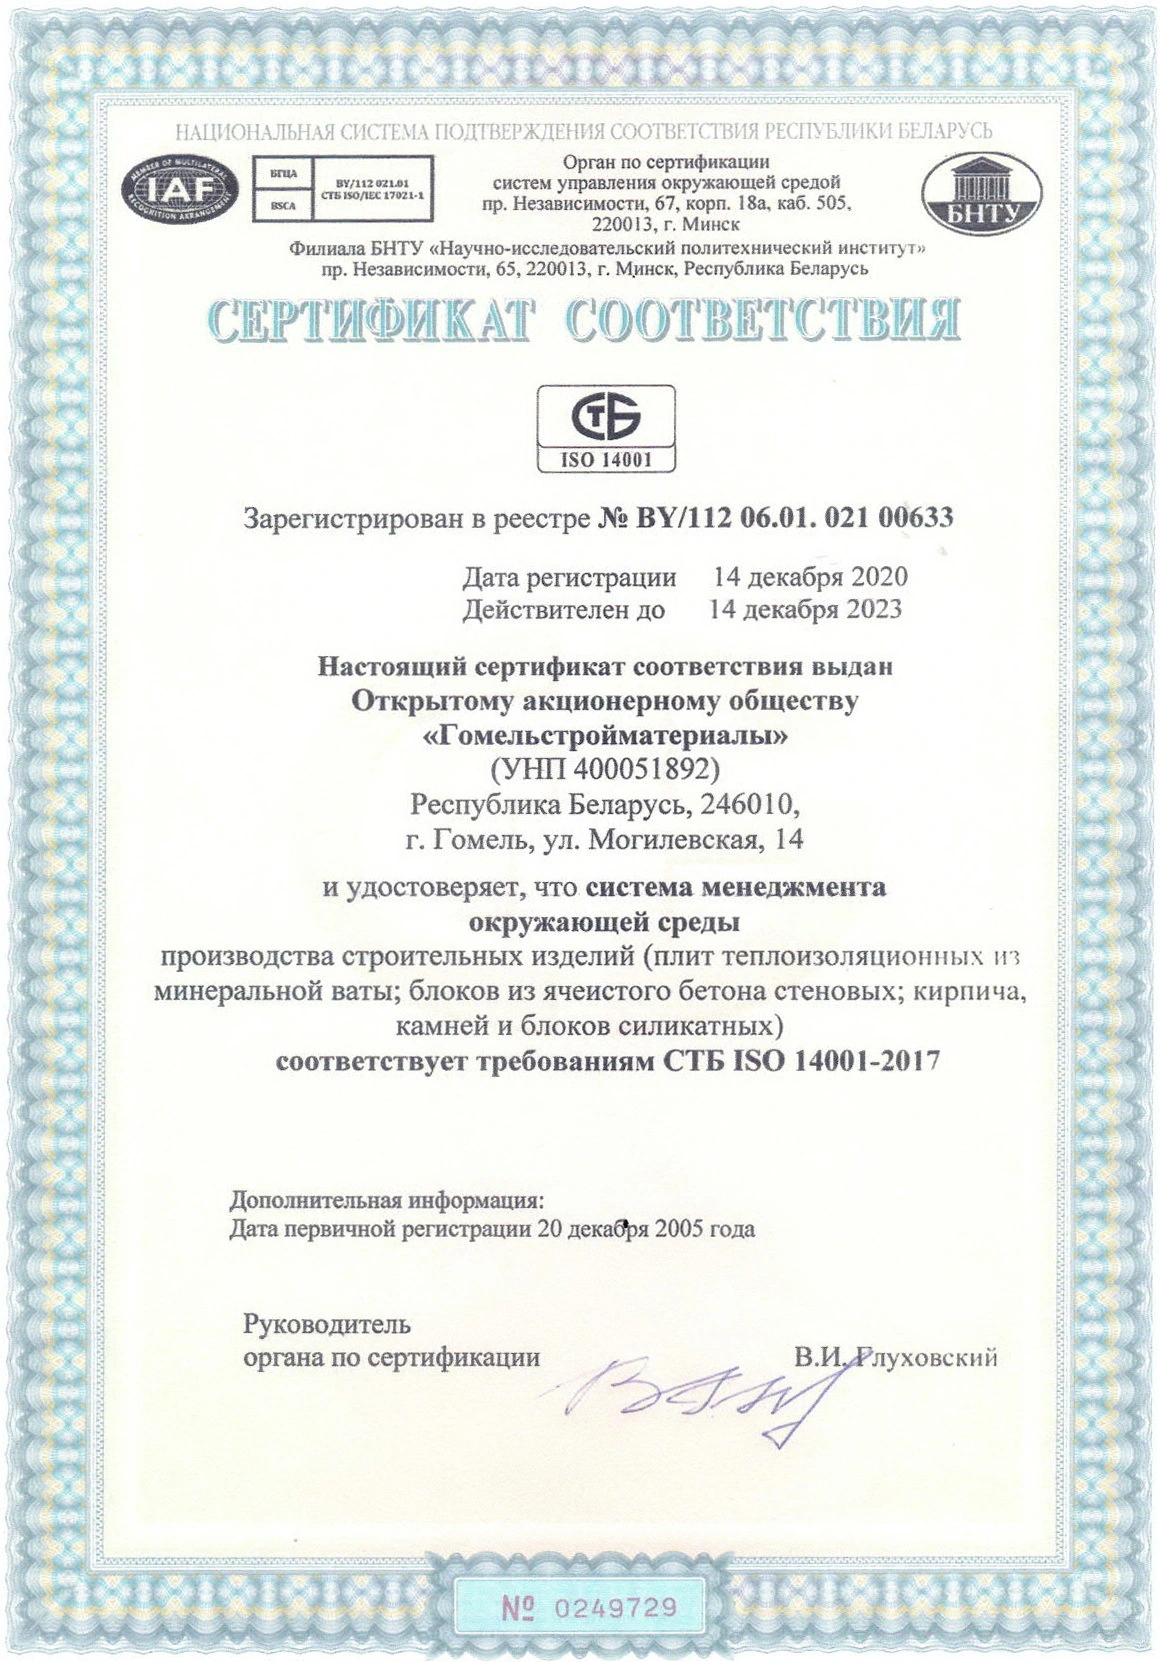 НАЦИОНАЛЬНАЯ СИСТЕМА ПОДТВЕРЖДЕНИЯ СООТВЕТСТВИЯ РЕСПУБЛИКИ БЕЛАРУСЬ
MEMBER OF MULTILATERAL
IAF
RECOGNITION ARRANGEMENT
БГЦА
BSCA
BY/112 021.01
СТБ ISO/IEC 17021-1
Орган по сертификации
систем управления окружающей средой
пр. Независимости, 67, корп. 18а, каб. 505,
220013, г. Минск
БНТУ
Филиала БНТУ «Научно-исследовательский политехнический институт»
пр. Независимости, 65, 220013, г. Минск, Республика Беларусь
СЕРТИФИКАТ СООТВЕТСТВИЯ
СТБ
ISO 14001
Зарегистрирован в реестре № BY/112 06.01. 021 00633
Дата регистрации 14 декабря 2020
Действителен до 14 декабря 2023
Настоящий сертификат соответствия выдан
Открытому акционерному обществу
«Гомельстройматериалы»
(УНП 400051892)
Республика Беларусь, 246010,
г. Гомель, ул. Могилевская, 14
и удостоверяет, что система менеджмента
окружающей среды
производства строительных изделий (плит теплоизоляционных из
минеральной ваты; блоков из ячеистого бетона стеновых; кирпича,
камней и блоков силикатных)
соответствует требованиям СТБ ISO 14001-2017
Дополнительная информация:
Дата первичной регистрации 20 декабря 2005 года
Руководитель
органа по сертификации В.И. Глуховский
№ 0249729